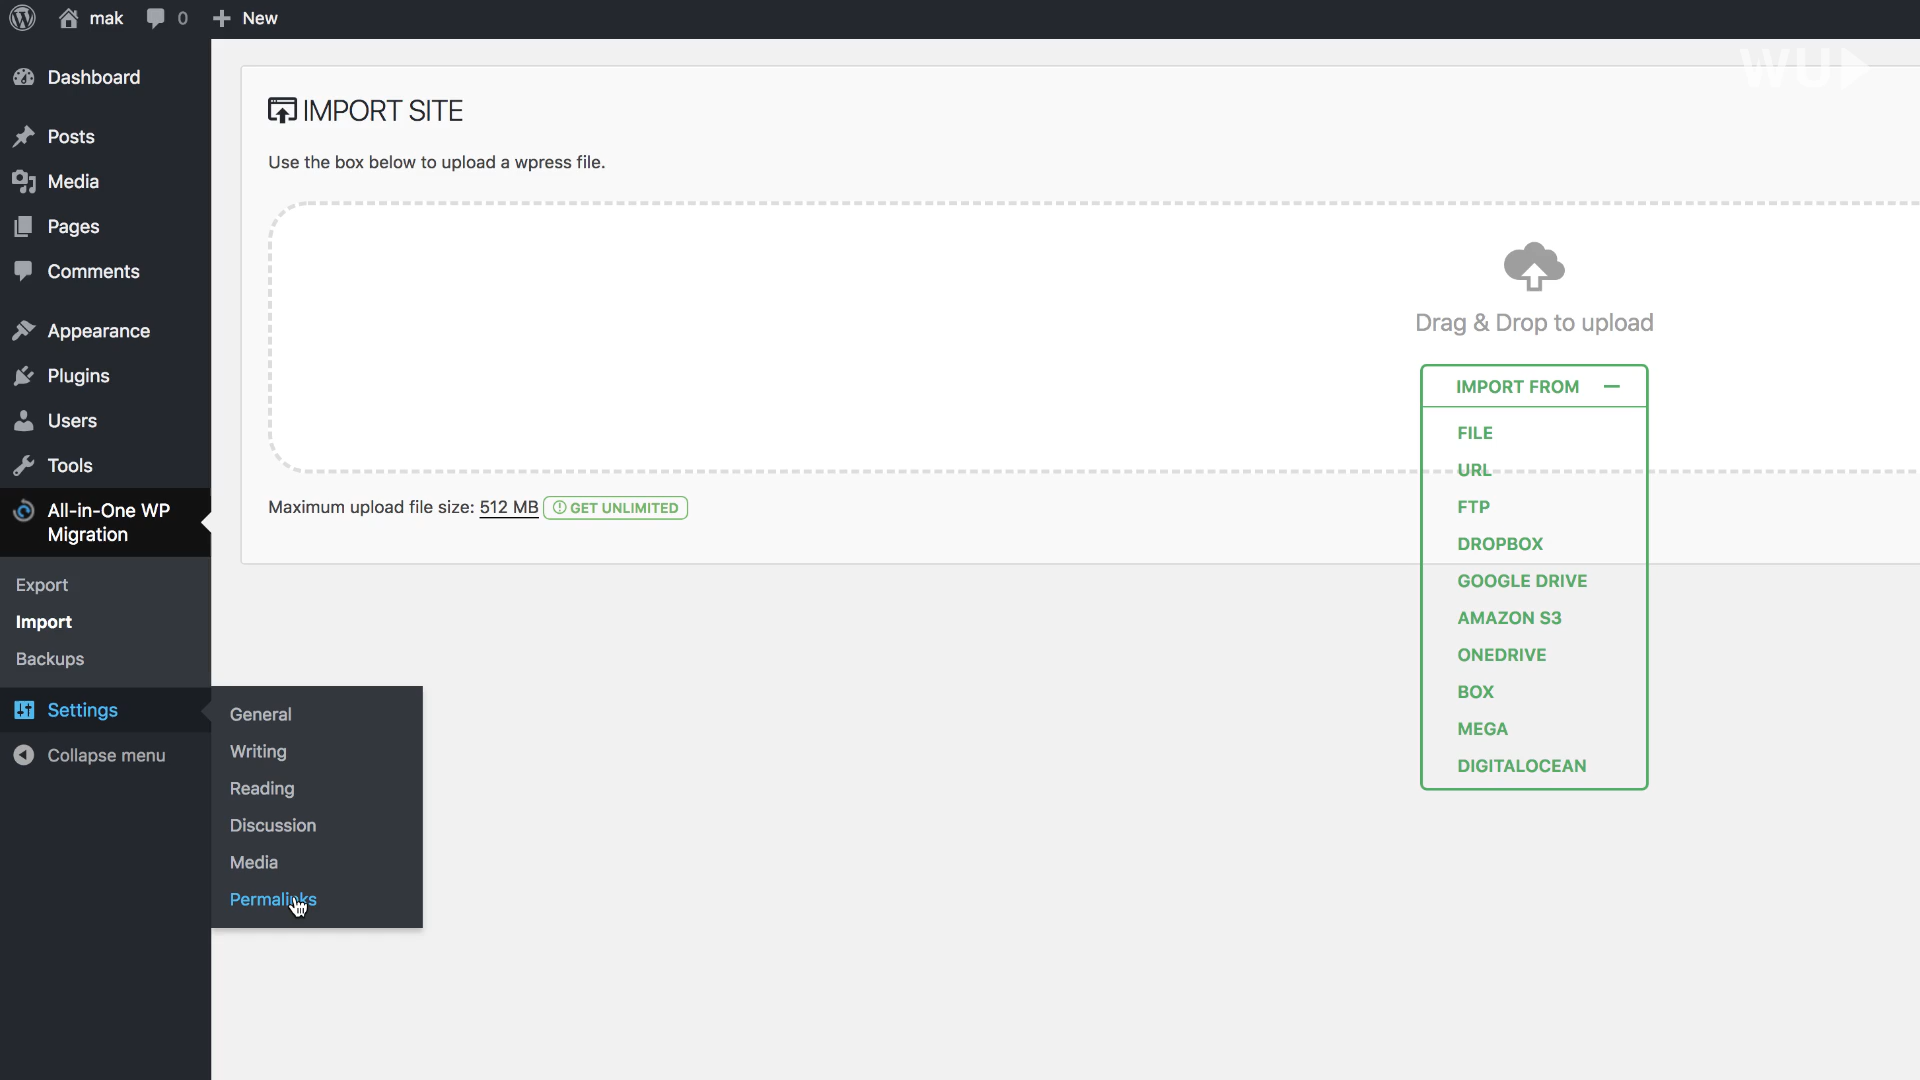 mak
0
New
WU
Dashboard
Posts
Media
Pages
Comments
Appearance
Plugins
Users
Tools
All-in-One WP
Migration
Export
Import
Backups
Settings
Collapse menu
General
Writing
Reading
Discussion
Media
Permalinks
IMPORT SITE
Use the box below to upload a wpress file.
Drag & Drop to upload
IMPORT FROM
FILE
URL
FTP
DROPBOX
GOOGLE DRIVE
AMAZON S3
ONEDRIVE
BOX
MEGA
DIGITALOCEAN
Maximum upload file size: 512 MB GET UNLIMITED